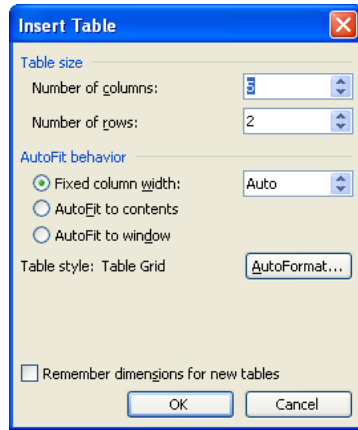 Insert Table
Table size
Number of columns: 5
Number of rows: 2
AutoFit behavior
Fixed column width: Auto
AutoFit to contents
AutoFit to window
Table style: Table Grid AutoFormat...
Remember dimensions for new tables
OK Cancel